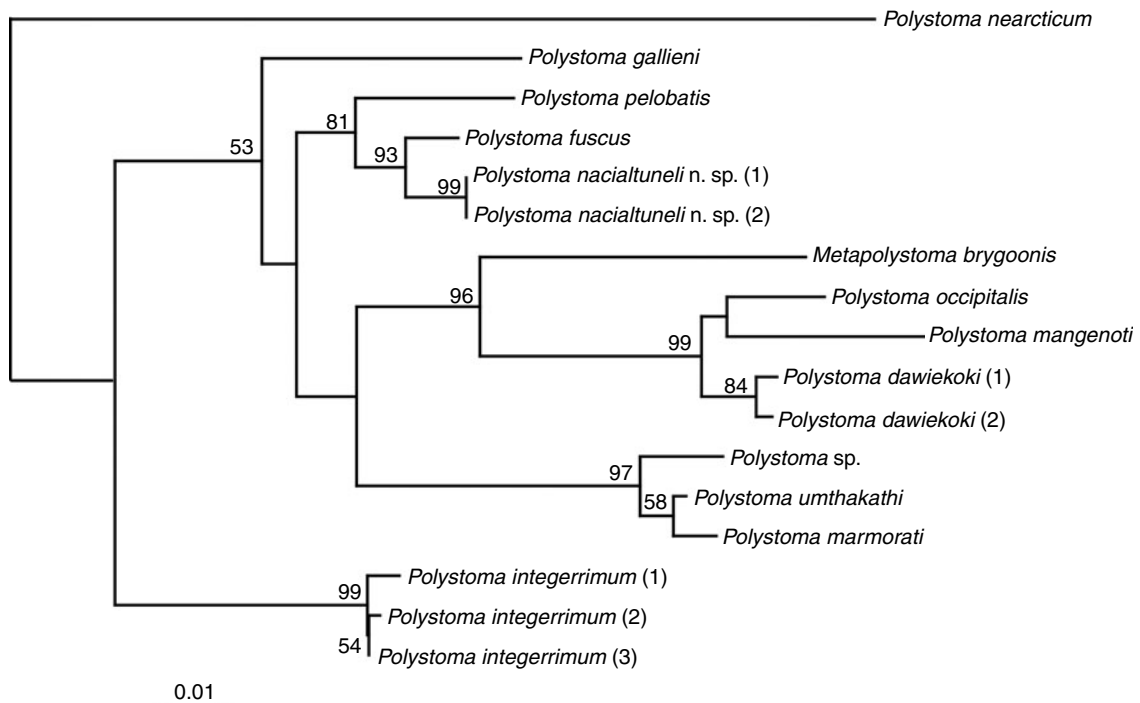 Polystoma nearcticum
Polystoma gallieni
Polystoma pelobatis
81
Polystoma fuscus
53
93
Polystoma nacialtuneli n. sp. (1)
99
Polystoma nacialtuneli n. sp. (2)
Metapolystoma brygoonis
96
Polystoma occipitalis
Polystoma mangenoti
99
Polystoma dawiekoki (1)
84
Polystoma dawiekoki (2)
Polystoma sp.
97
Polystoma umthakathi
58
Polystoma marmorati
Polystoma integerrimum (1)
99
Polystoma integerrimum (2)
54
Polystoma integerrimum (3)
0.01